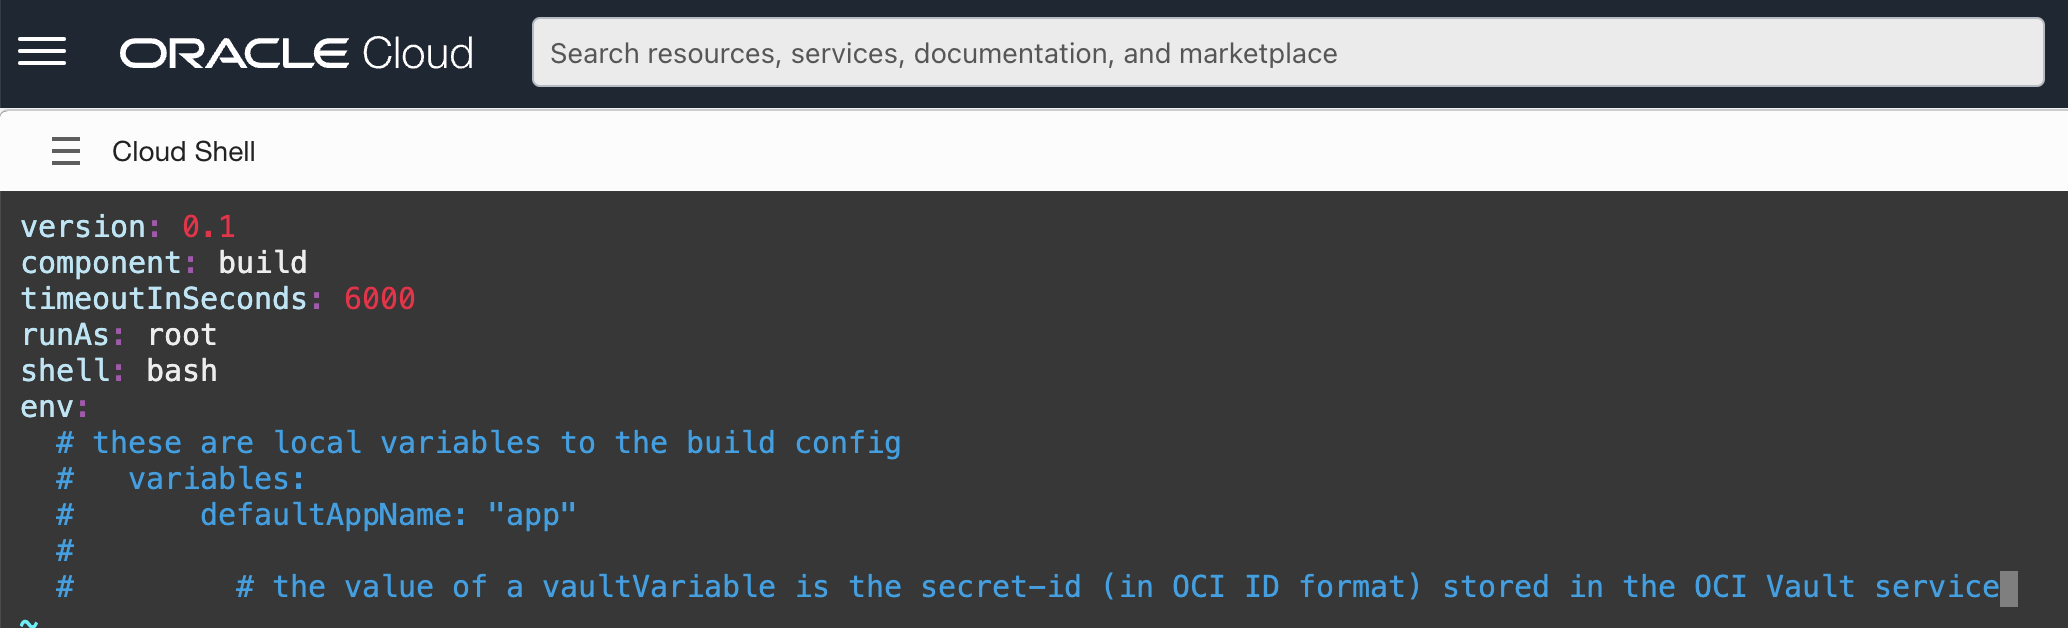 ORACLE Cloud
Search resources, services, documentation, and marketplace
Cloud Shell
version: 0.1
component: build
timeoutInSeconds: 6000
runAs: root
shell: bash
env:
  # these are local variables to the build config
  #   variables:
  #       defaultAppName: "app"
  #
  #         # the value of a vaultVariable is the secret-id (in OCI ID format) stored in the OCI Vault service
~